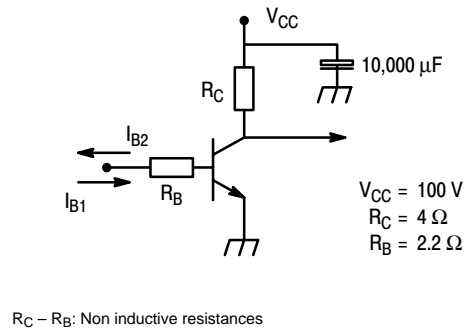 VCC
10,000 μF
RC
IB2
RB
IB1
VCC = 100 V
RC = 4 Ω
RB = 2.2 Ω
RC – RB: Non inductive resistances